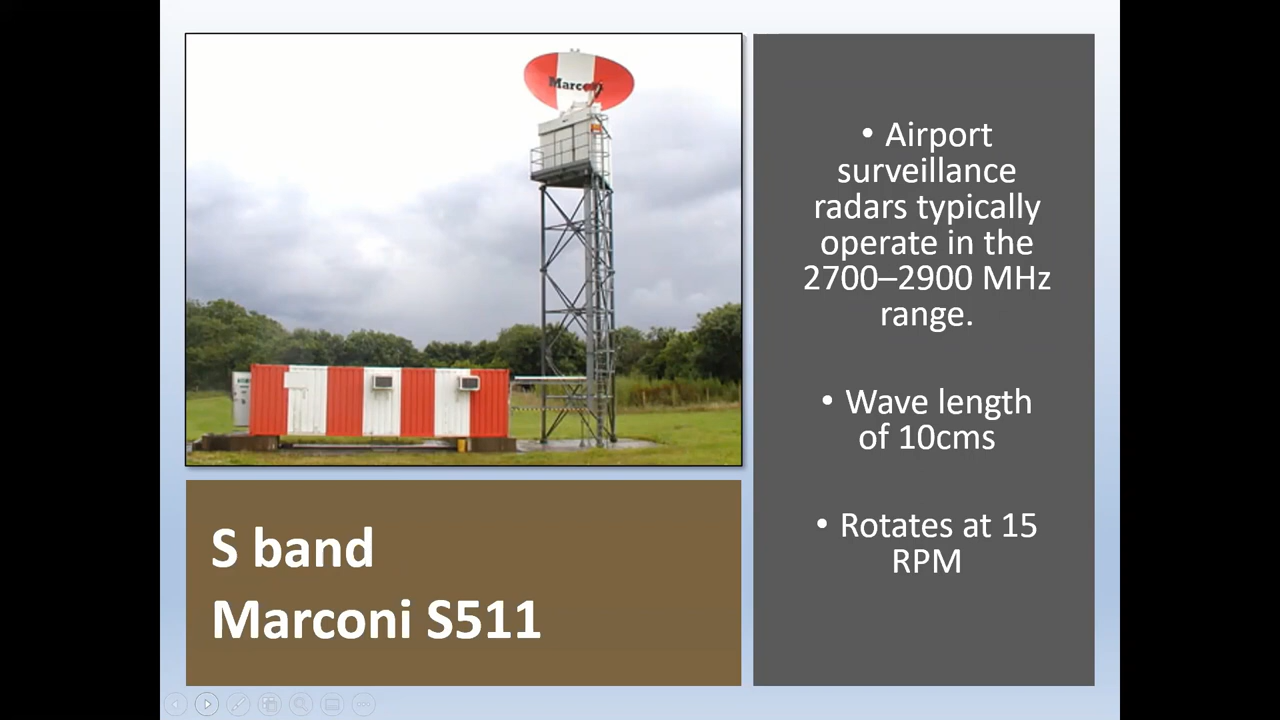 Marconi
• Airport
surveillance
radars typically
operate in the
2700–2900 MHz
range.
• Wave length
of 10cms
• Rotates at 15
RPM
S band
Marconi S511